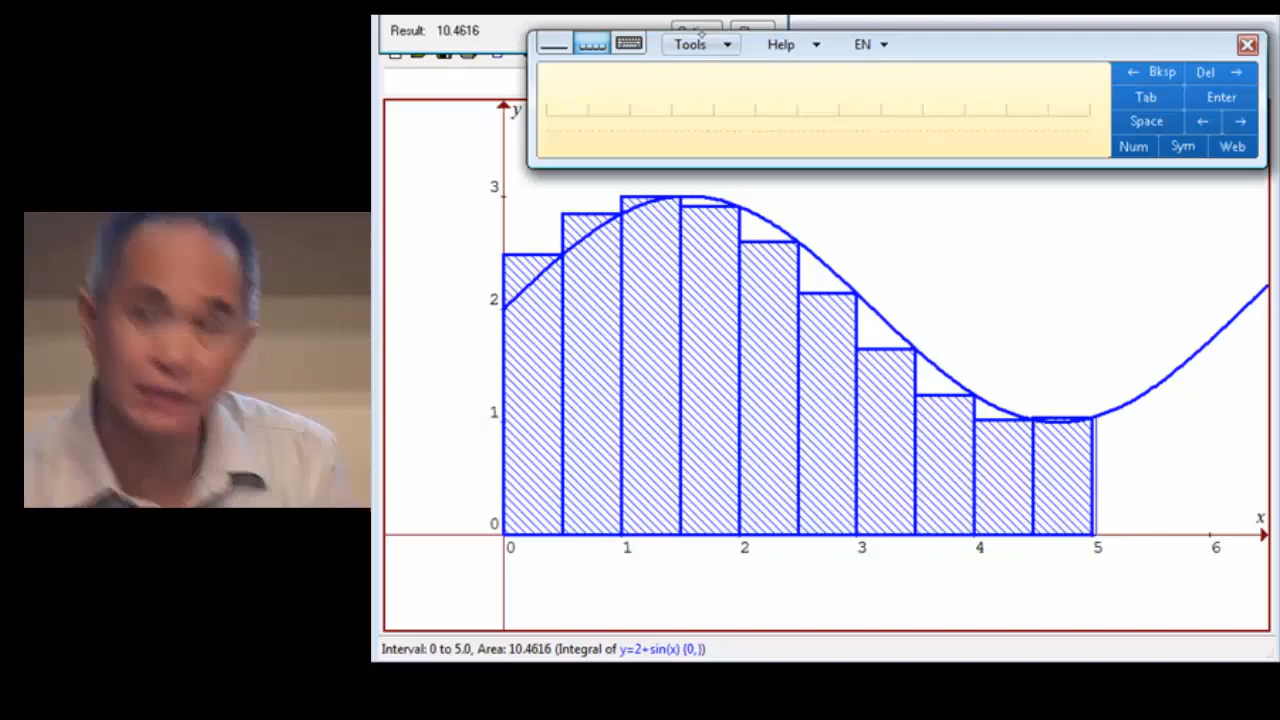 Result: 10.4616
Tools Help EN
← Bksp Del →
Tab Enter
Space ← →
Num Sym Web
y
3
2
1
0
x
0 1 2 3 4 5 6
Interval: 0 to 5.0, Area: 10.4616 (Integral of y=2+sin(x) {0,})